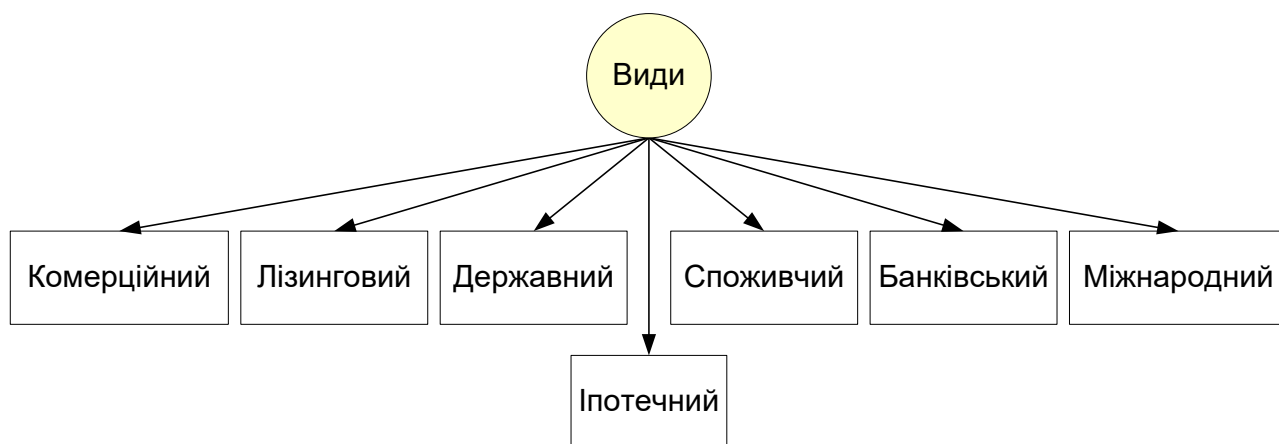 Види
Комерційний
Лізинговий
Державний
Споживчий
Банківський
Міжнародний
Іпотечний